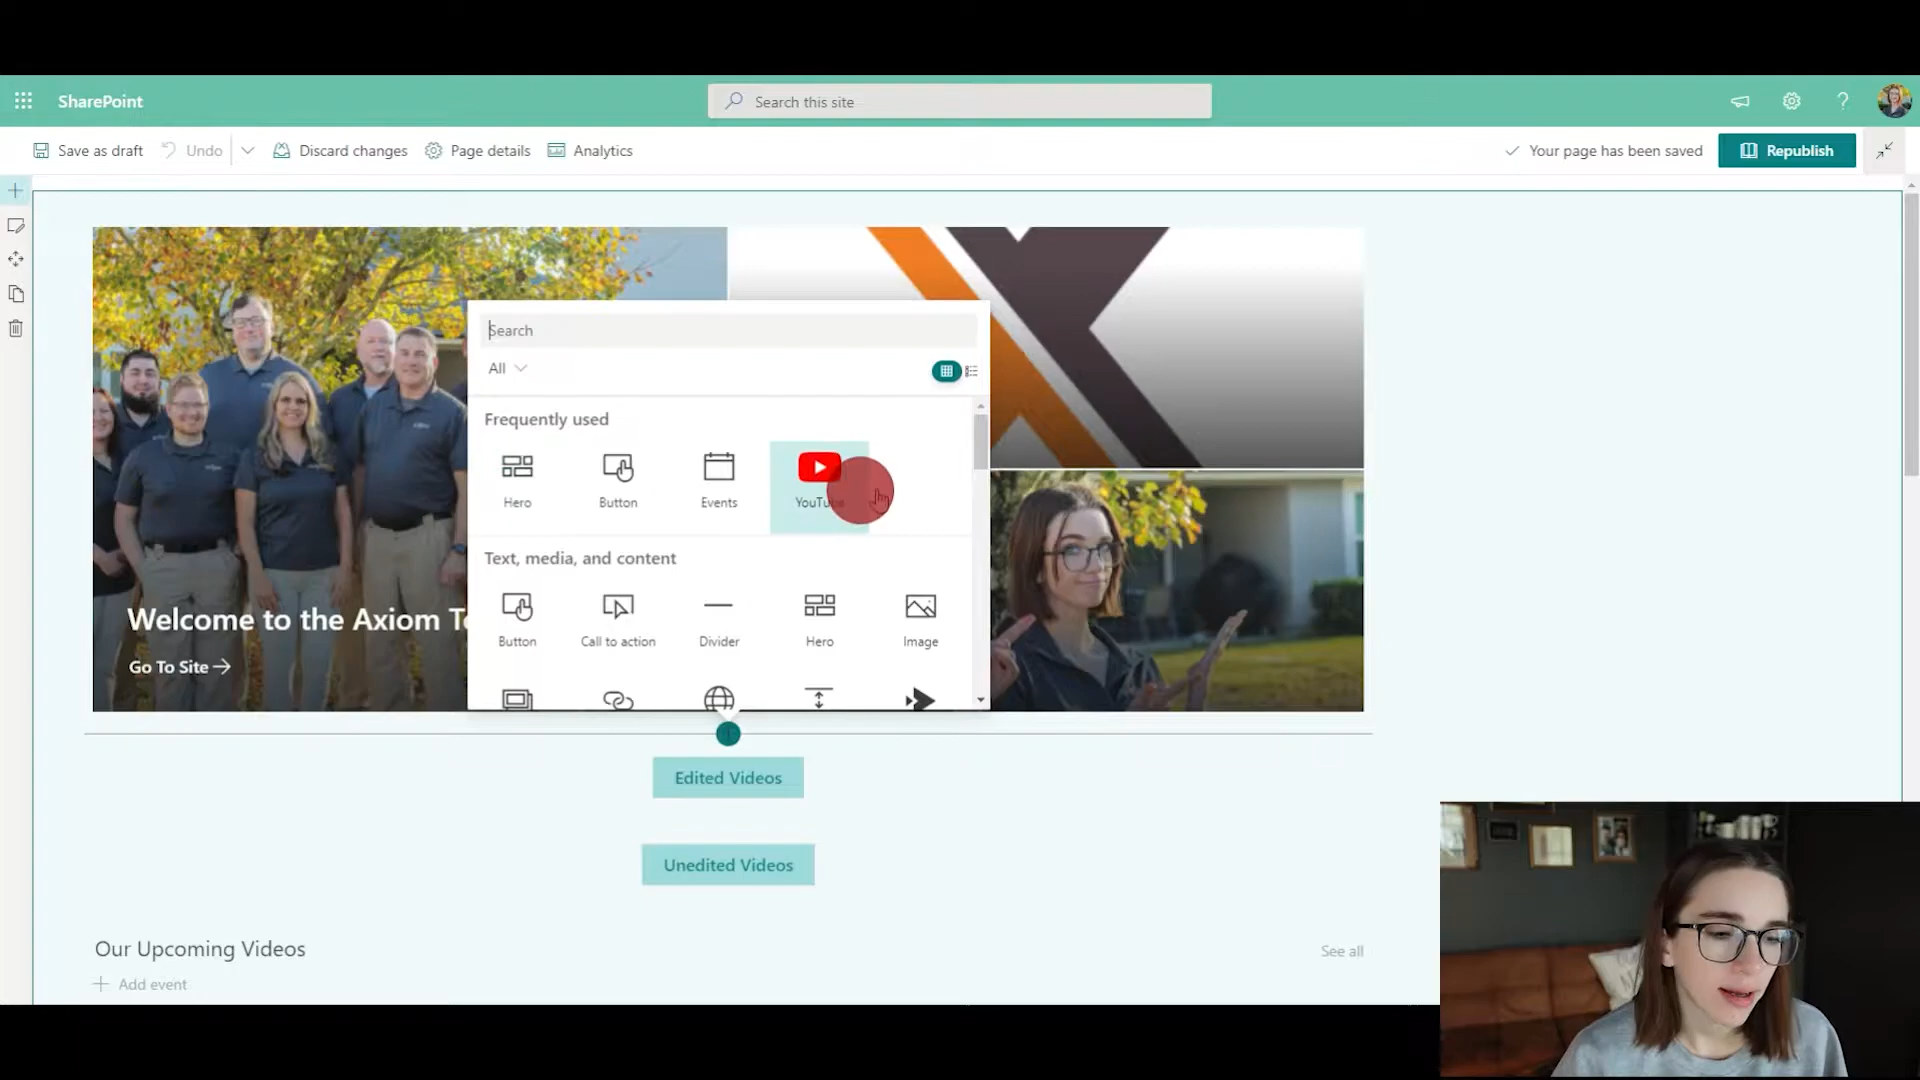 SharePoint
Search this site
Save as draft
Undo
Discard changes
Page details
Analytics
Your page has been saved
Republish
Search
All
Frequently used
Hero
Button
Events
Text, media, and content
Button
Call to action
Divider
Hero
Image
Welcome to the Axiom
Go To Site
Edited Videos
Unedited Videos
Our Upcoming Videos
See all
Add event